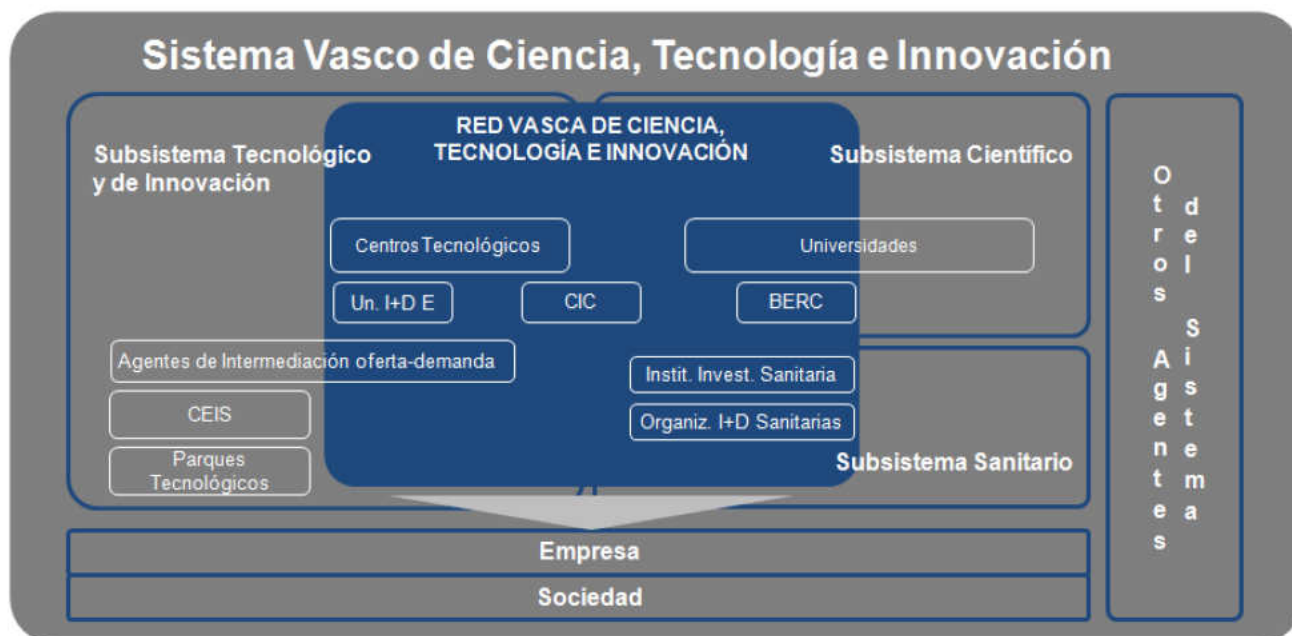 Sistema Vasco de Ciencia, Tecnología e Innovación
RED VASCA DE CIENCIA,
TECNOLOGÍA E INNOVACIÓN
Subsistema Tecnológico
y de Innovación
Subsistema Científico
Centros Tecnológicos
Universidades
Un. I+D E
CIC
BERC
Agentes de Intermediación oferta-demanda
Instit. Invest. Sanitaria
CEIS
Organiz. I+D Sanitarias
Parques
Tecnológicos
Subsistema Sanitario
Empresa
Sociedad
Otros Agentes
del Sistema